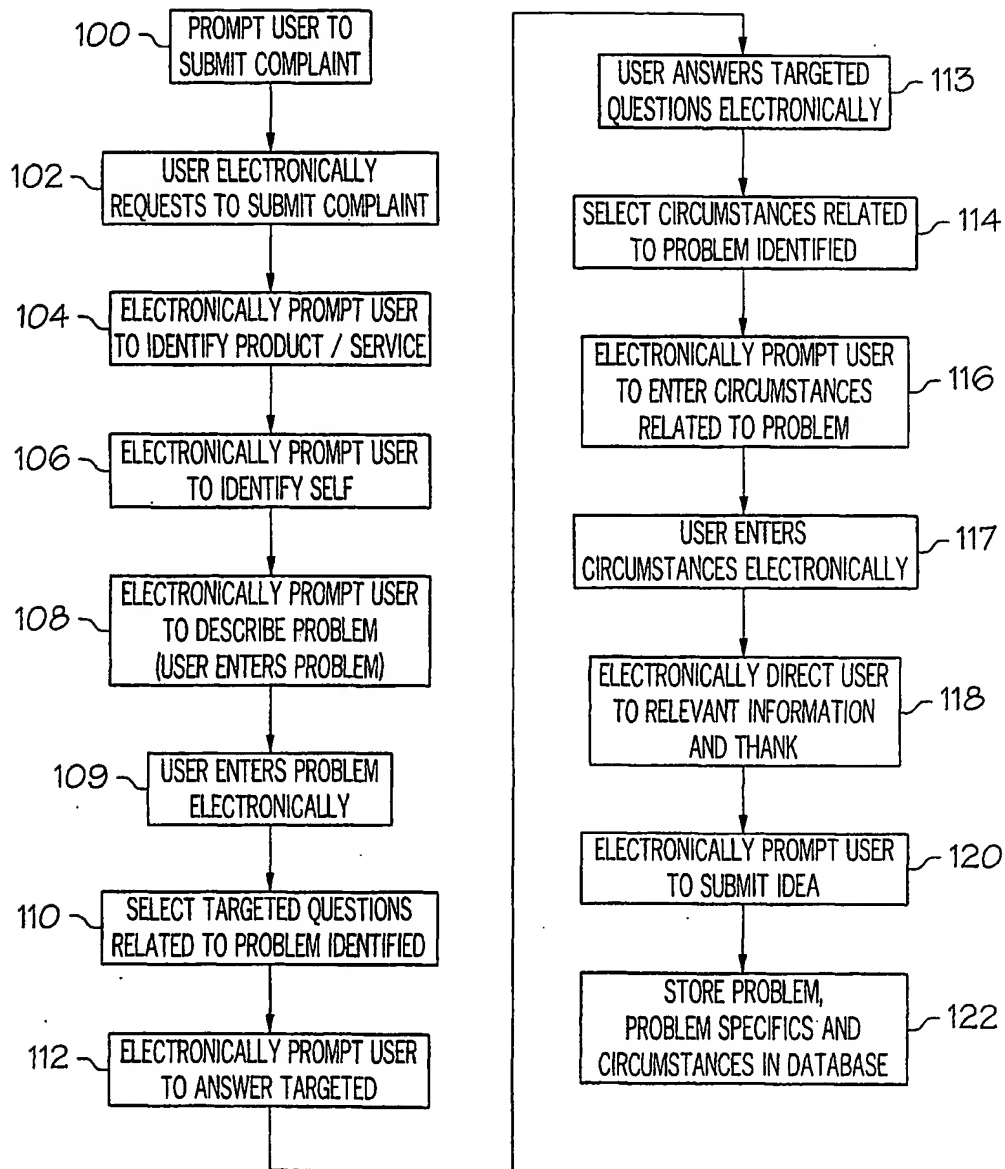 100
PROMPT USER TO
SUBMIT COMPLAINT
102
USER ELECTRONICALLY
REQUESTS TO SUBMIT COMPLAINT
104
ELECTRONICALLY PROMPT USER
TO IDENTIFY PRODUCT / SERVICE
106
ELECTRONICALLY PROMPT USER
TO IDENTIFY SELF
108
ELECTRONICALLY PROMPT USER
TO DESCRIBE PROBLEM
(USER ENTERS PROBLEM)
109
USER ENTERS PROBLEM
ELECTRONICALLY
110
SELECT TARGETED QUESTIONS
RELATED TO PROBLEM IDENTIFIED
112
ELECTRONICALLY PROMPT USER
TO ANSWER TARGETED
USER ANSWERS TARGETED
QUESTIONS ELECTRONICALLY
113
SELECT CIRCUMSTANCES RELATED
TO PROBLEM IDENTIFIED
114
ELECTRONICALLY PROMPT USER
TO ENTER CIRCUMSTANCES
RELATED TO PROBLEM
116
USER ENTERS
CIRCUMSTANCES ELECTRONICALLY
117
ELECTRONICALLY DIRECT USER
TO RELEVANT INFORMATION
AND THANK
118
ELECTRONICALLY PROMPT USER
TO SUBMIT IDEA
120
STORE PROBLEM,
PROBLEM SPECIFICS AND
CIRCUMSTANCES IN DATABASE
122